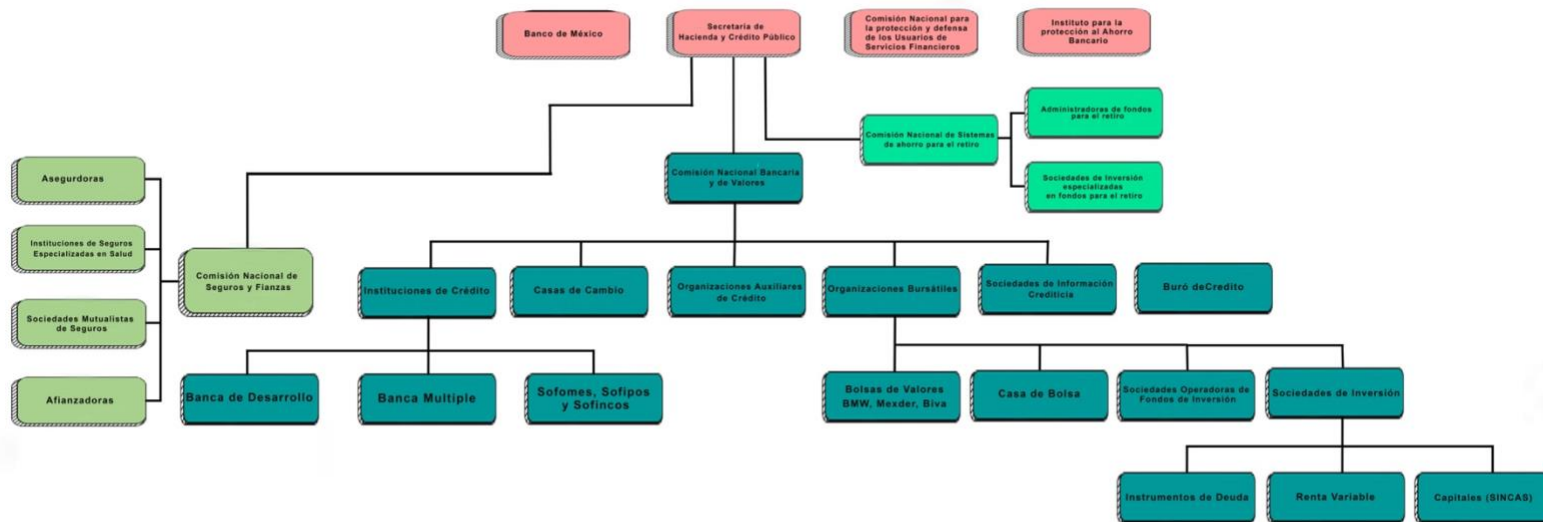 Banco de México
Secretaría de
Hacienda y Crédito Público
Comisión Nacional para
la protección y defensa
de los Usuarios de
Servicios Financieros
Instituto para la
protección al Ahorro
Bancario
Administradoras de fondos
para el retiro
Comisión Nacional de Sistemas
de ahorro para el retiro
Sociedades de Inversión
especializadas
en fondos para el retiro
Comisión Nacional Bancaria
y de Valores
Asegurdoras
Instituciones de Seguros
Especializadas en Salud
Comisión Nacional de
Seguros y Fianzas
Sociedades Mutualistas
de Seguros
Afianzadoras
Instituciones de Crédito
Casas de Cambio
Organizaciones Auxiliares
de Crédito
Organizaciones Bursátiles
Sociedades de Información
Crediticia
Buró deCredito
Banca de Desarrollo
Banca Multiple
Sofomes, Sofipos
y Sofincos
Bolsas de Valores
BMW, Mexder, Biva
Casa de Bolsa
Sociedades Operadoras de
Fondos de Inversión
Sociedades de Inversión
Instrumentos de Deuda
Renta Variable
Capitales (SINCAS)